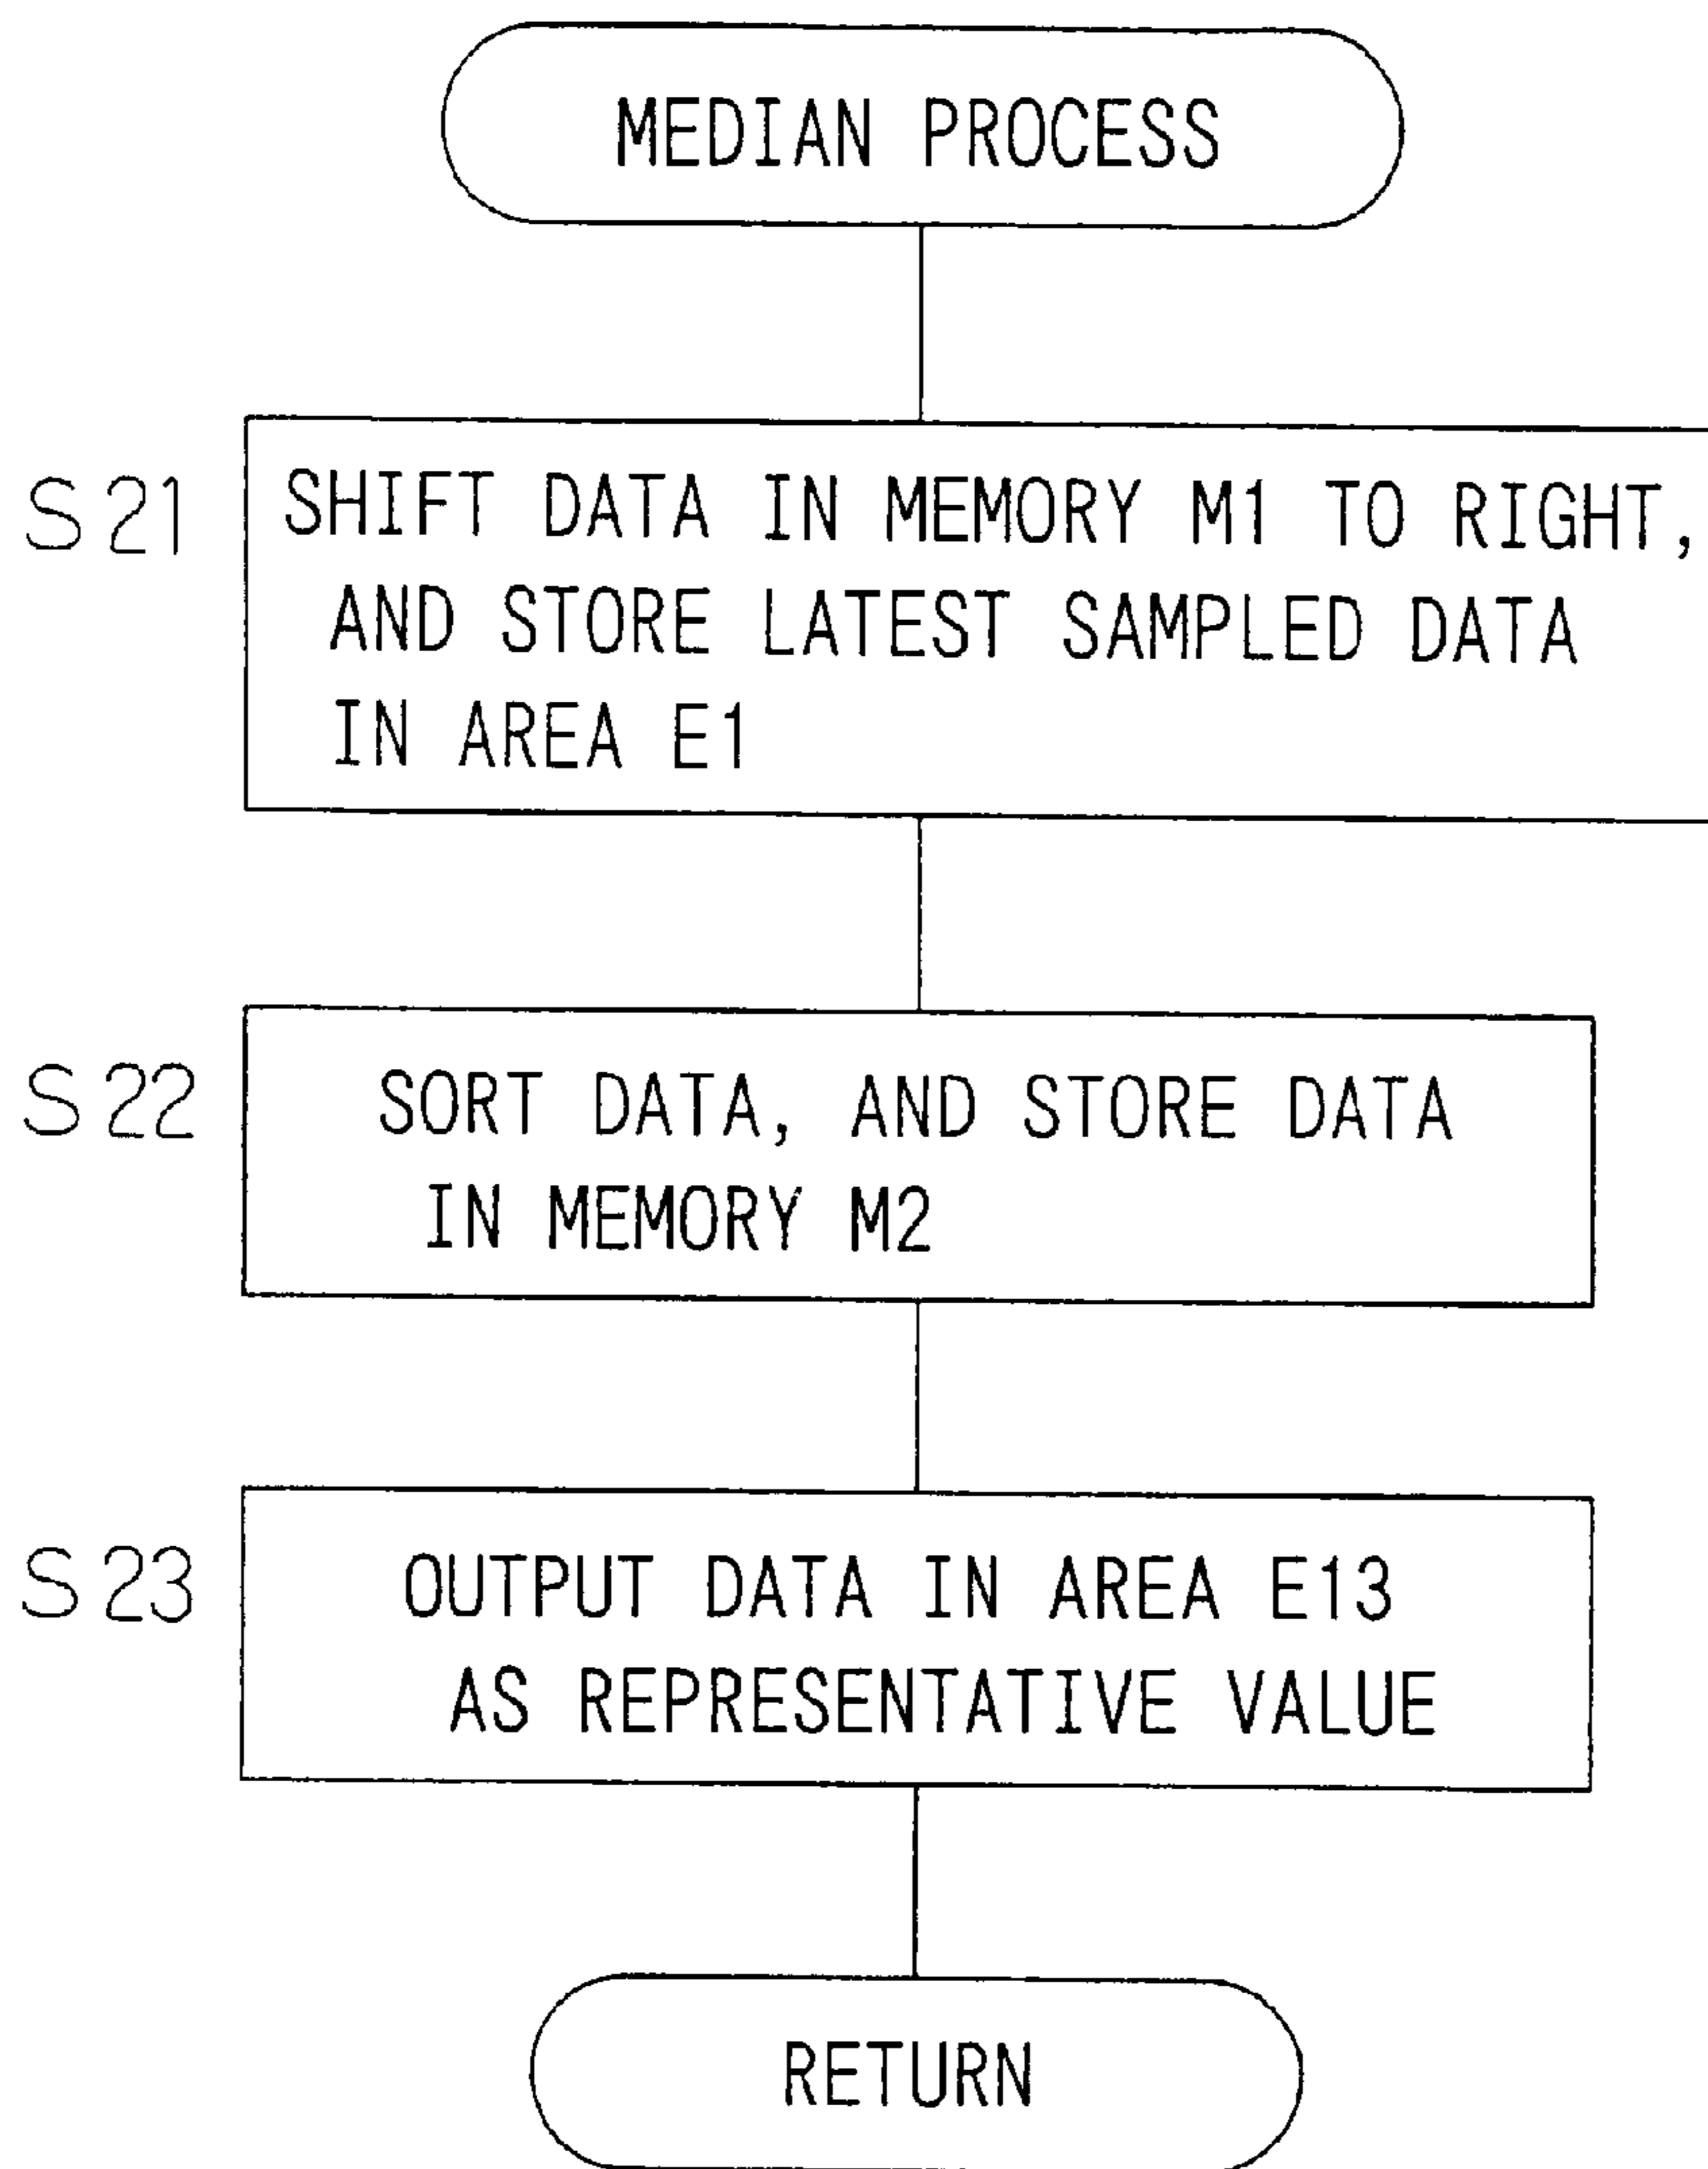 MEDIAN PROCESS
S21
SHIFT DATA IN MEMORY M1 TO RIGHT,
AND STORE LATEST SAMPLED DATA
IN AREA E1
S22
SORT DATA, AND STORE DATA
IN MEMORY M2
S23
OUTPUT DATA IN AREA E13
AS REPRESENTATIVE VALUE
RETURN